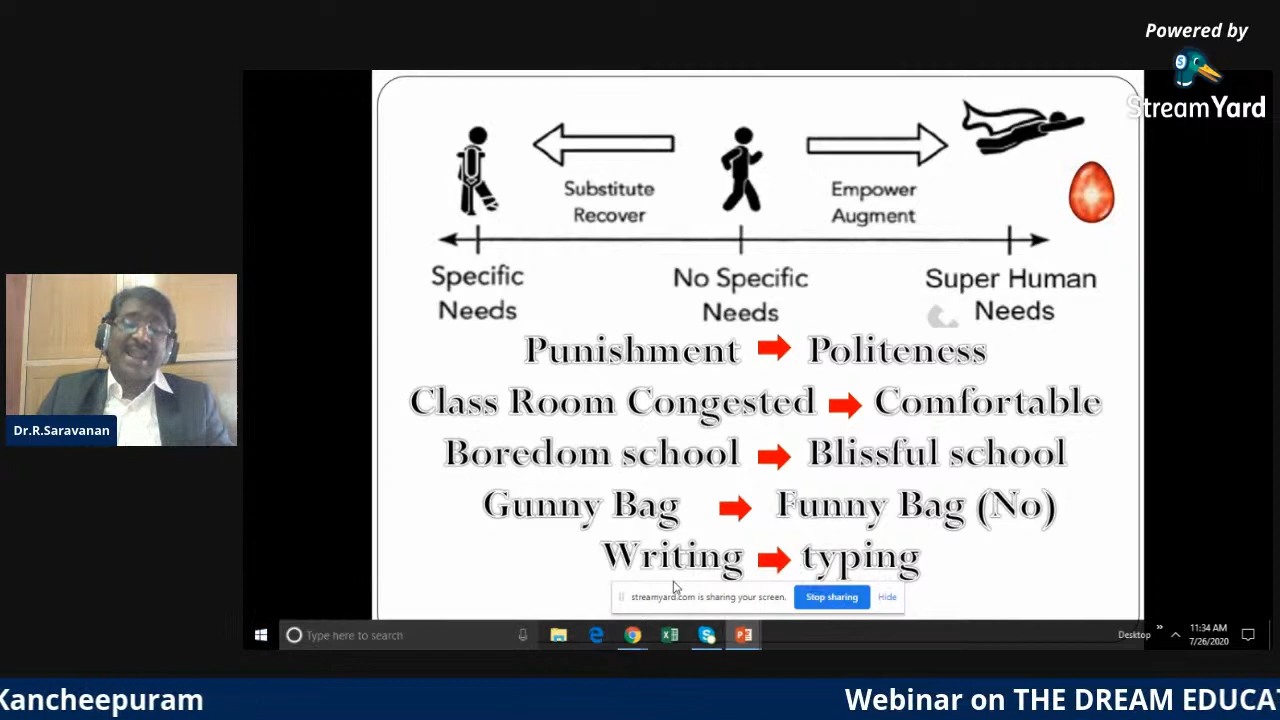 Powered by
StreamYard
Substitute
Recover
Empower
Augment
Specific
Needs
No Specific
Needs
Super Human
Needs
Punishment Politeness
Class Room Congested Comfortable
Boredom school Blissful school
Gunny Bag Funny Bag (No)
Writing typing
Dr.R.Saravanan
streamyard.com is sharing your screen. Stop sharing Hide
Type here to search
Desktop
11:34 AM
7/26/2020
Kancheepuram Webinar on THE DREAM EDUCAT